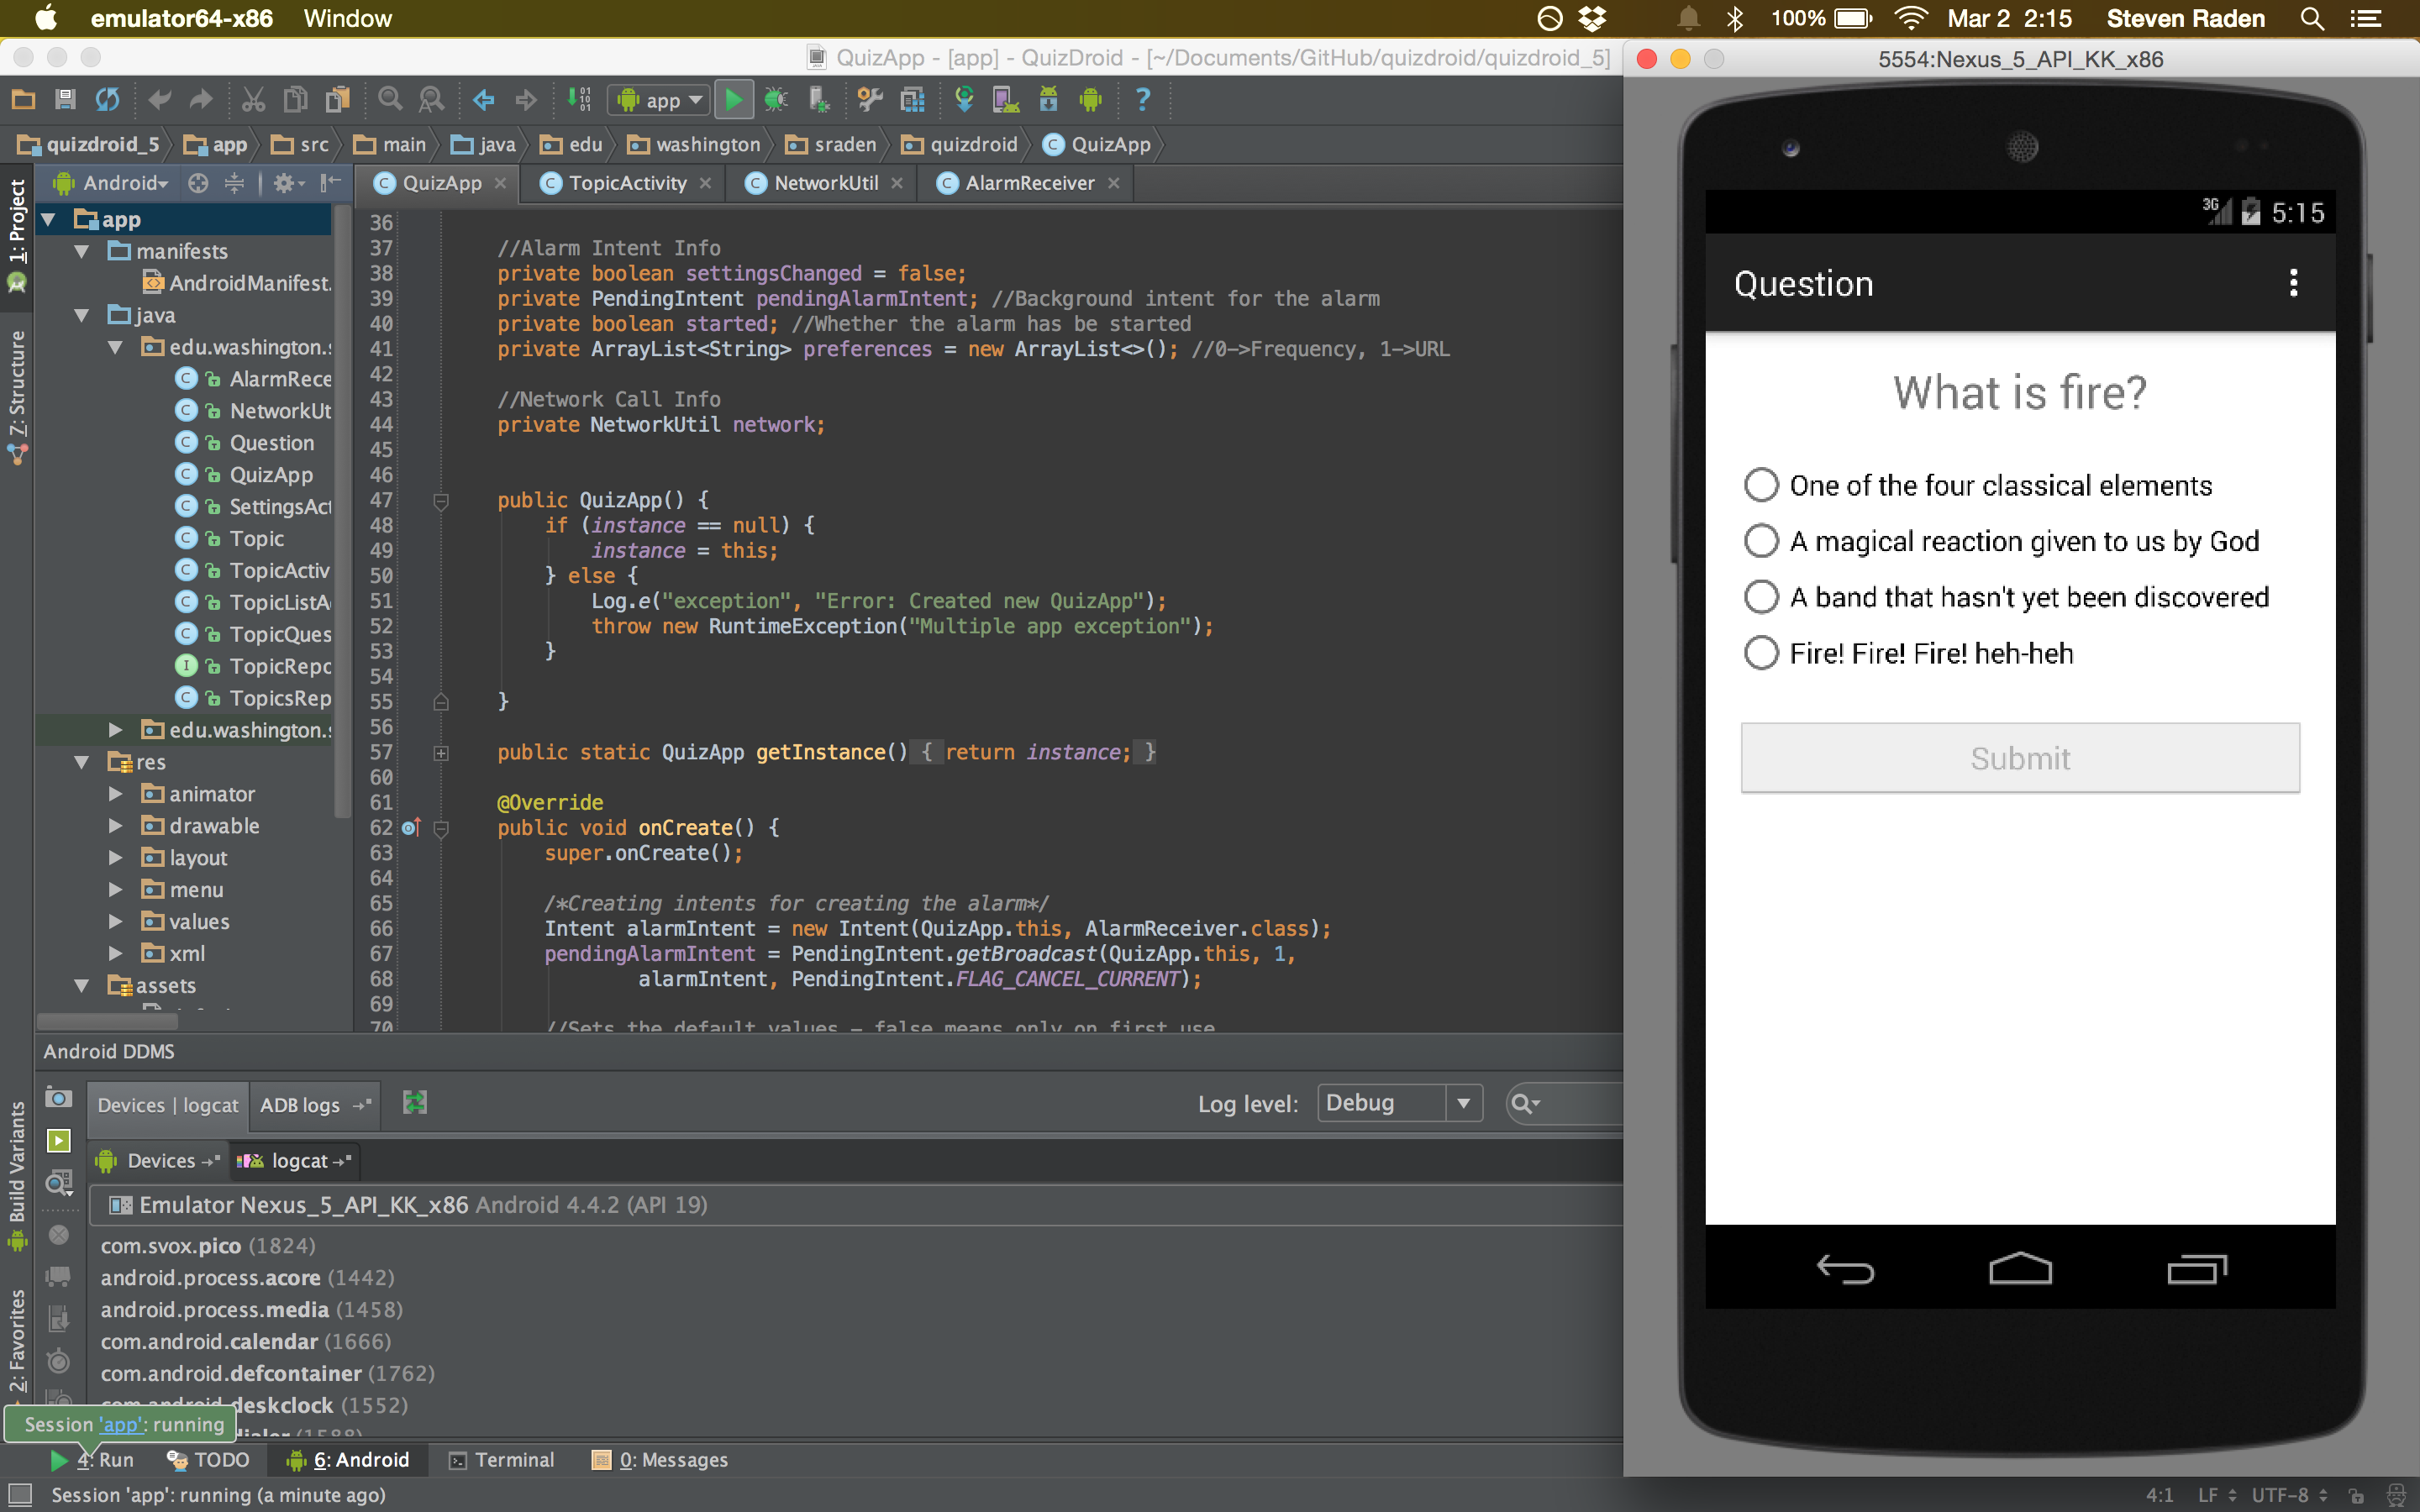 emulator64-x86 Window 100% Mar 2 2:15 Steven Raden
QuizApp - [app] - QuizDroid - [~/Documents/GitHub/quizdroid/quizdroid_5]
app
?
quizdroid_5 app src main java edu washington sraden quizdroid QuizApp
Android
QuizApp TopicActivity NetworkUtil AlarmReceiver
1: Project
7: Structure
Build Variants
2: Favorites
app
manifests
AndroidManifest.
java
edu.washington.s
AlarmRece
NetworkUt
Question
QuizApp
SettingsAct
Topic
TopicActiv
TopicListA
TopicQues
TopicRepo
TopicsRep
edu.washington.s
res
animator
drawable
layout
menu
values
xml
assets
36
37 //Alarm Intent Info
38 private boolean settingsChanged = false;
39 private PendingIntent pendingAlarmIntent; //Background intent for the alarm
40 private boolean started; //Whether the alarm has be started
41 private ArrayList<String> preferences = new ArrayList<>(); //0->Frequency, 1->URL
42
43 //Network Call Info
44 private NetworkUtil network;
45
46
47 public QuizApp() {
48 if (instance == null) {
49 instance = this;
50 } else {
51 Log.e("exception", "Error: Created new QuizApp");
52 throw new RuntimeException("Multiple app exception");
53 }
54
55 }
56
57 public static QuizApp getInstance() { return instance; }
60
61 @Override
62 public void onCreate() {
63 super.onCreate();
64
65 /*Creating intents for creating the alarm*/
66 Intent alarmIntent = new Intent(QuizApp.this, AlarmReceiver.class);
67 pendingAlarmIntent = PendingIntent.getBroadcast(QuizApp.this, 1,
68 alarmIntent, PendingIntent.FLAG_CANCEL_CURRENT);
69
70 //Sets the default values - false means only on first use
Android DDMS
Devices | logcat ADB logs Log level: Debug
Devices logcat
Emulator Nexus_5_API_KK_x86 Android 4.4.2 (API 19)
com.svox.pico (1824)
android.process.acore (1442)
android.process.media (1458)
com.android.calendar (1666)
com.android.defcontainer (1762)
com.android.deskclock (1552)
dialer (1588)
Session 'app': running
4: Run TODO 6: Android Terminal 0: Messages
Session 'app': running (a minute ago)
4:1 LF UTF-8
5554:Nexus_5_API_KK_x86
3G 5:15
Question
What is fire?
One of the four classical elements
A magical reaction given to us by God
A band that hasn't yet been discovered
Fire! Fire! Fire! heh-heh
Submit